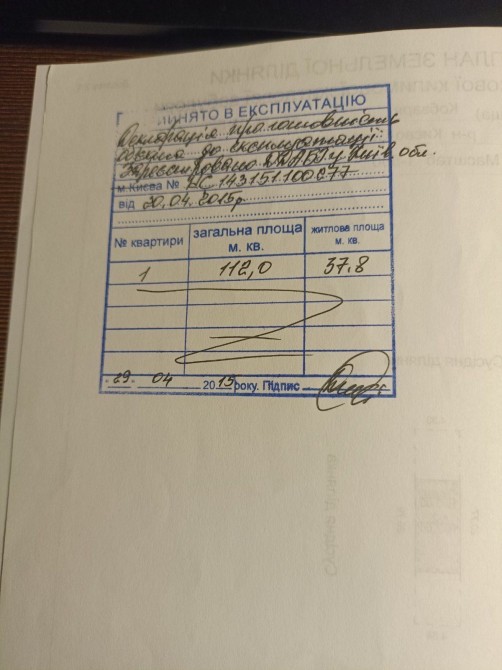 ПРИЙНЯТО В ЕКСПЛУАТАЦІЮ
Декларація про готовність
об'єкта до експлуатації
Зареєстровано ДАБІ у Київ обл.
м.Києва № КС 143151100677
від 20.04.2015р
№ квартири загальна площа м. кв. житлова площа м. кв.
1 112,0 37.8
29 04 2015 року. Підпис
ПЛАН ЗЕМЕЛЬНОЇ ДІЛЯНКИ